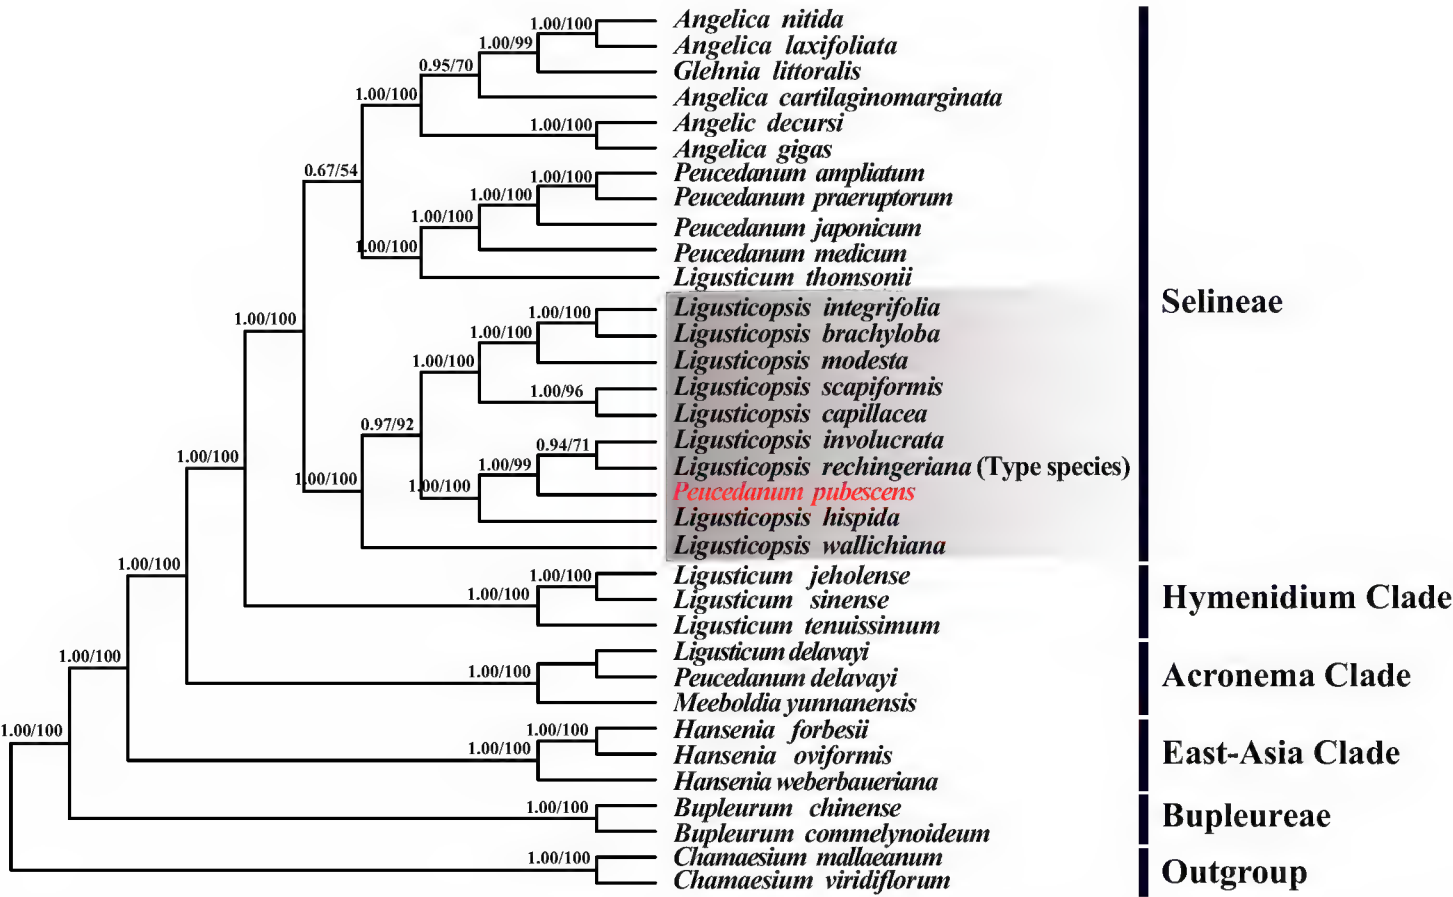 1.00/100
Angelica nitida
1.00/99
Angelica laxifoliata
0.95/70
Glehnia littoralis
1.00/100
Angelica cartilaginomarginata
1.00/100
Angelic decursi
Angelica gigas
0.67/54
1.00/100
Peucedanum ampliatum
1.00/100
Peucedanum praeruptorum
1.00/100
Peucedanum japonicum
1.00/100
Peucedanum medicum
Ligusticum thomsonii
Selineae
1.00/100
1.00/100
Ligusticopsis integrifolia
1.00/100
Ligusticopsis brachyloba
1.00/100
Ligusticopsis modesta
1.00/96
Ligusticopsis scapiformis
Ligusticopsis capillacea
0.97/92
0.94/71
Ligusticopsis involucrata
1.00/100
1.00/99
Ligusticopsis rechingeriana (Type species)
1.00/100
1.00/100
Peucedanum pubescens
Ligusticopsis hispida
Ligusticopsis wallichiana
1.00/100
1.00/100
Ligusticum jeholense
1.00/100
Ligusticum sinense
Hymenidium Clade
Ligusticum tenuissimum
1.00/100
Ligusticum delavayi
1.00/100
Peucedanum delavayi
Acronema Clade
Meeboldia yunnanensis
1.00/100
1.00/100
Hansenia forbesii
1.00/100
Hansenia oviformis
East-Asia Clade
Hansenia weberbaueriana
1.00/100
Bupleurum chinense
Bupleureae
Bupleurum commelynoideum
1.00/100
Chamaesium mallaeanum
Outgroup
Chamaesium viridiflorum